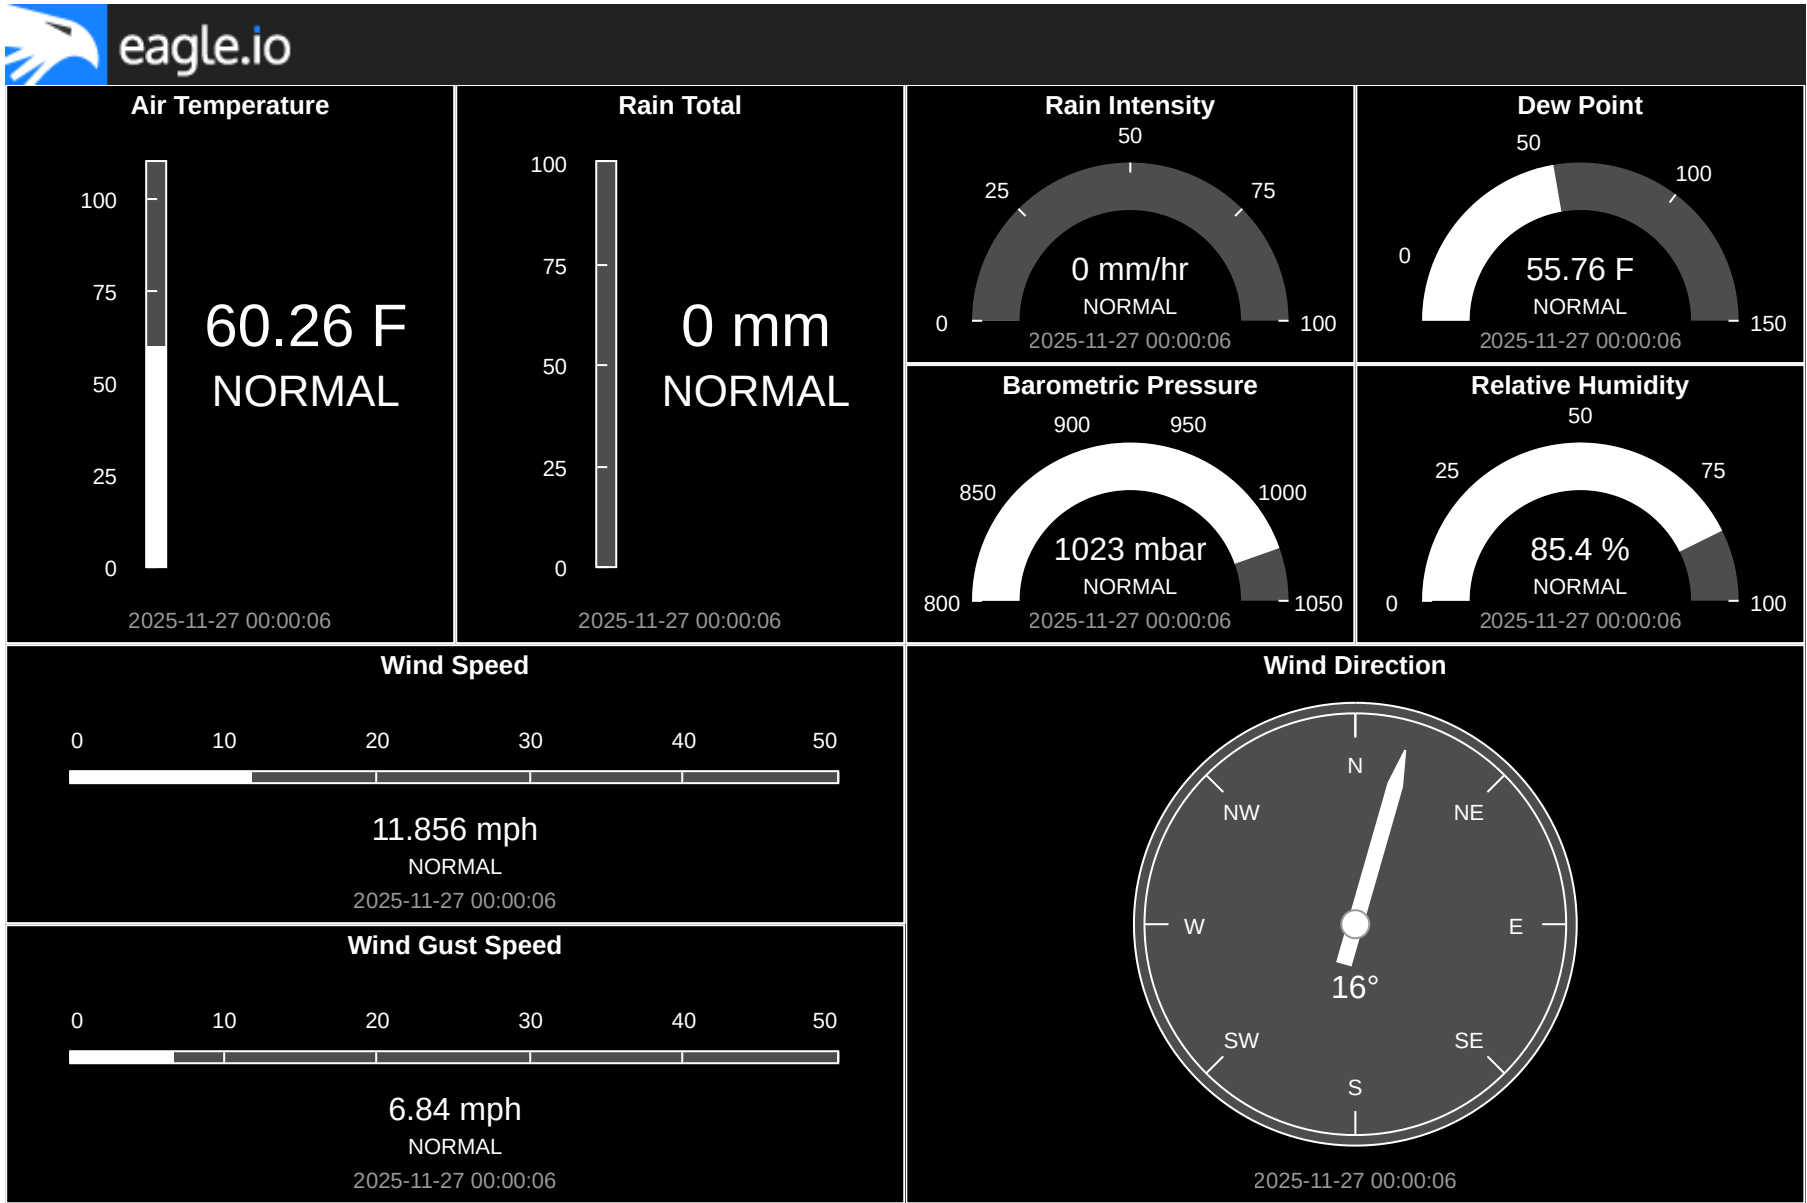 eagle.io
Air Temperature
100
75
50
25
0
60.26 F
NORMAL
2025-11-27 00:00:06
Rain Total
100
75
50
25
0
0 mm
NORMAL
2025-11-27 00:00:06
Rain Intensity
50
25
75
0
100
0 mm/hr
NORMAL
2025-11-27 00:00:06
Dew Point
50
100
0
150
55.76 F
NORMAL
2025-11-27 00:00:06
Barometric Pressure
900
950
850
1000
800
1050
1023 mbar
NORMAL
2025-11-27 00:00:06
Relative Humidity
50
25
75
0
100
85.4 %
NORMAL
2025-11-27 00:00:06
Wind Speed
0 10 20 30 40 50
11.856 mph
NORMAL
2025-11-27 00:00:06
Wind Gust Speed
0 10 20 30 40 50
6.84 mph
NORMAL
2025-11-27 00:00:06
Wind Direction
N
NW
NE
W
E
16°
SW
SE
S
2025-11-27 00:00:06